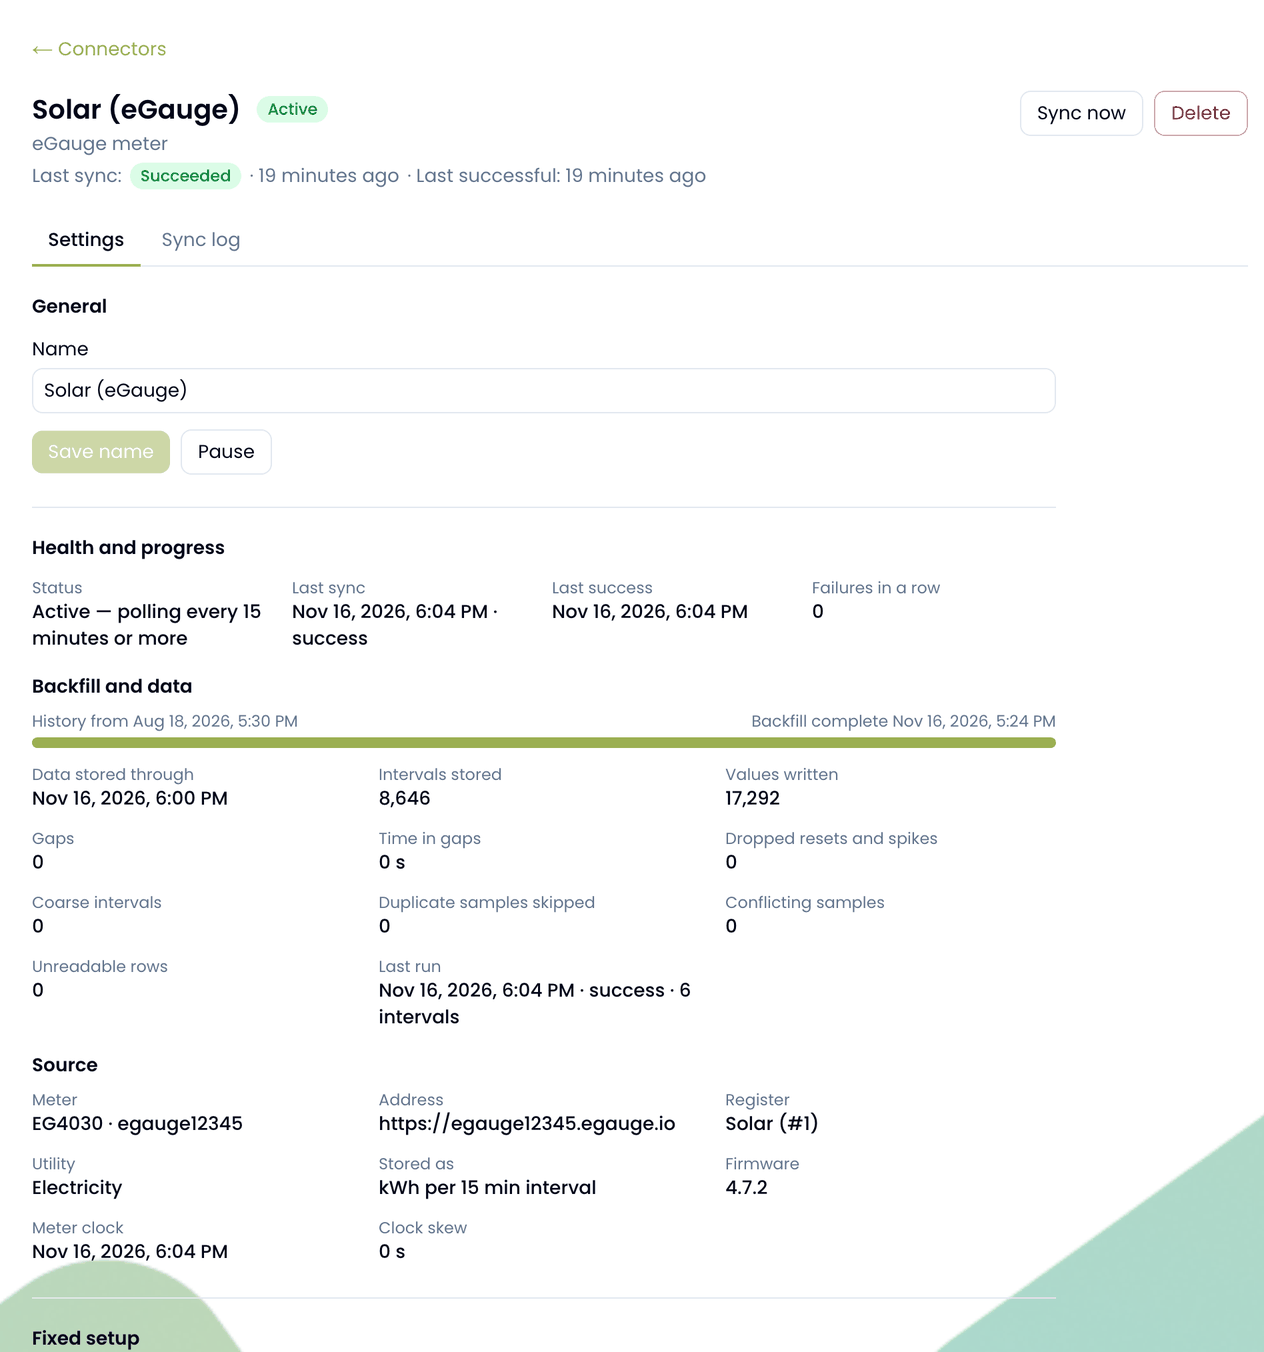 ← Connectors
Solar (eGauge) Active
Sync now Delete
eGauge meter
Last sync: Succeeded · 19 minutes ago · Last successful: 19 minutes ago
Settings Sync log
General
Name
Solar (eGauge)
Save name Pause
Health and progress
Status
Active — polling every 15
minutes or more
Last sync
Nov 16, 2026, 6:04 PM ·
success
Last success
Nov 16, 2026, 6:04 PM
Failures in a row
0
Backfill and data
History from Aug 18, 2026, 5:30 PM
Backfill complete Nov 16, 2026, 5:24 PM
Data stored through
Nov 16, 2026, 6:00 PM
Intervals stored
8,646
Values written
17,292
Gaps
0
Time in gaps
0 s
Dropped resets and spikes
0
Coarse intervals
0
Duplicate samples skipped
0
Conflicting samples
0
Unreadable rows
0
Last run
Nov 16, 2026, 6:04 PM · success · 6
intervals
Source
Meter
EG4030 · egauge12345
Address
https://egauge12345.egauge.io
Register
Solar (#1)
Utility
Electricity
Stored as
kWh per 15 min interval
Firmware
4.7.2
Meter clock
Nov 16, 2026, 6:04 PM
Clock skew
0 s
Fixed setup